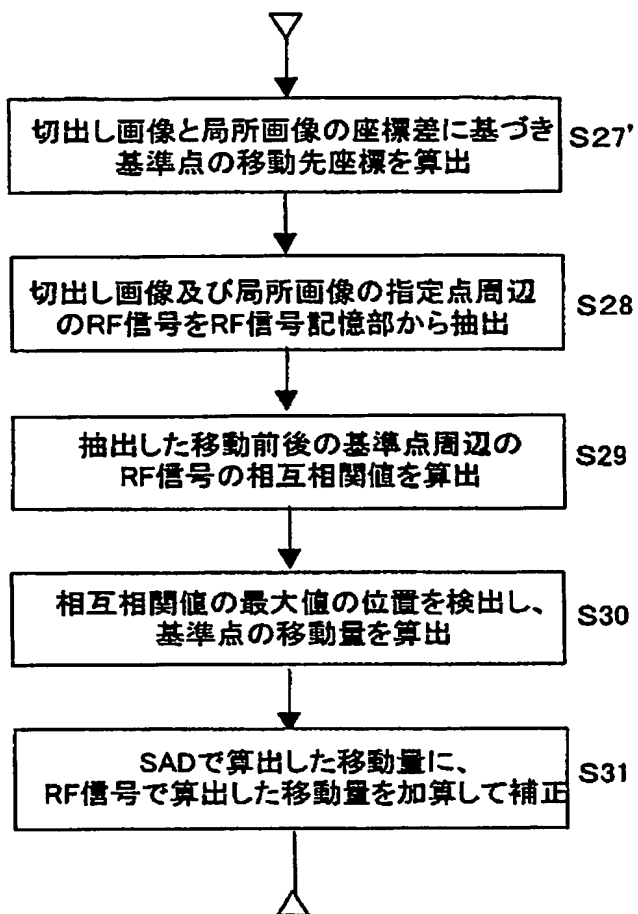 切出し画像と局所画像の座標差に基づき S27'
基準点の移動先座標を算出
切出し画像及び局所画像の指定点周辺
のRF信号をRF信号記憶部から抽出 S28
抽出した移動前後の基準点周辺の
RF信号の相互相関値を算出 S29
相互相関値の最大値の位置を検出し、 S30
基準点の移動量を算出
SADで算出した移動量に、 S31
RF信号で算出した移動量を加算して補正